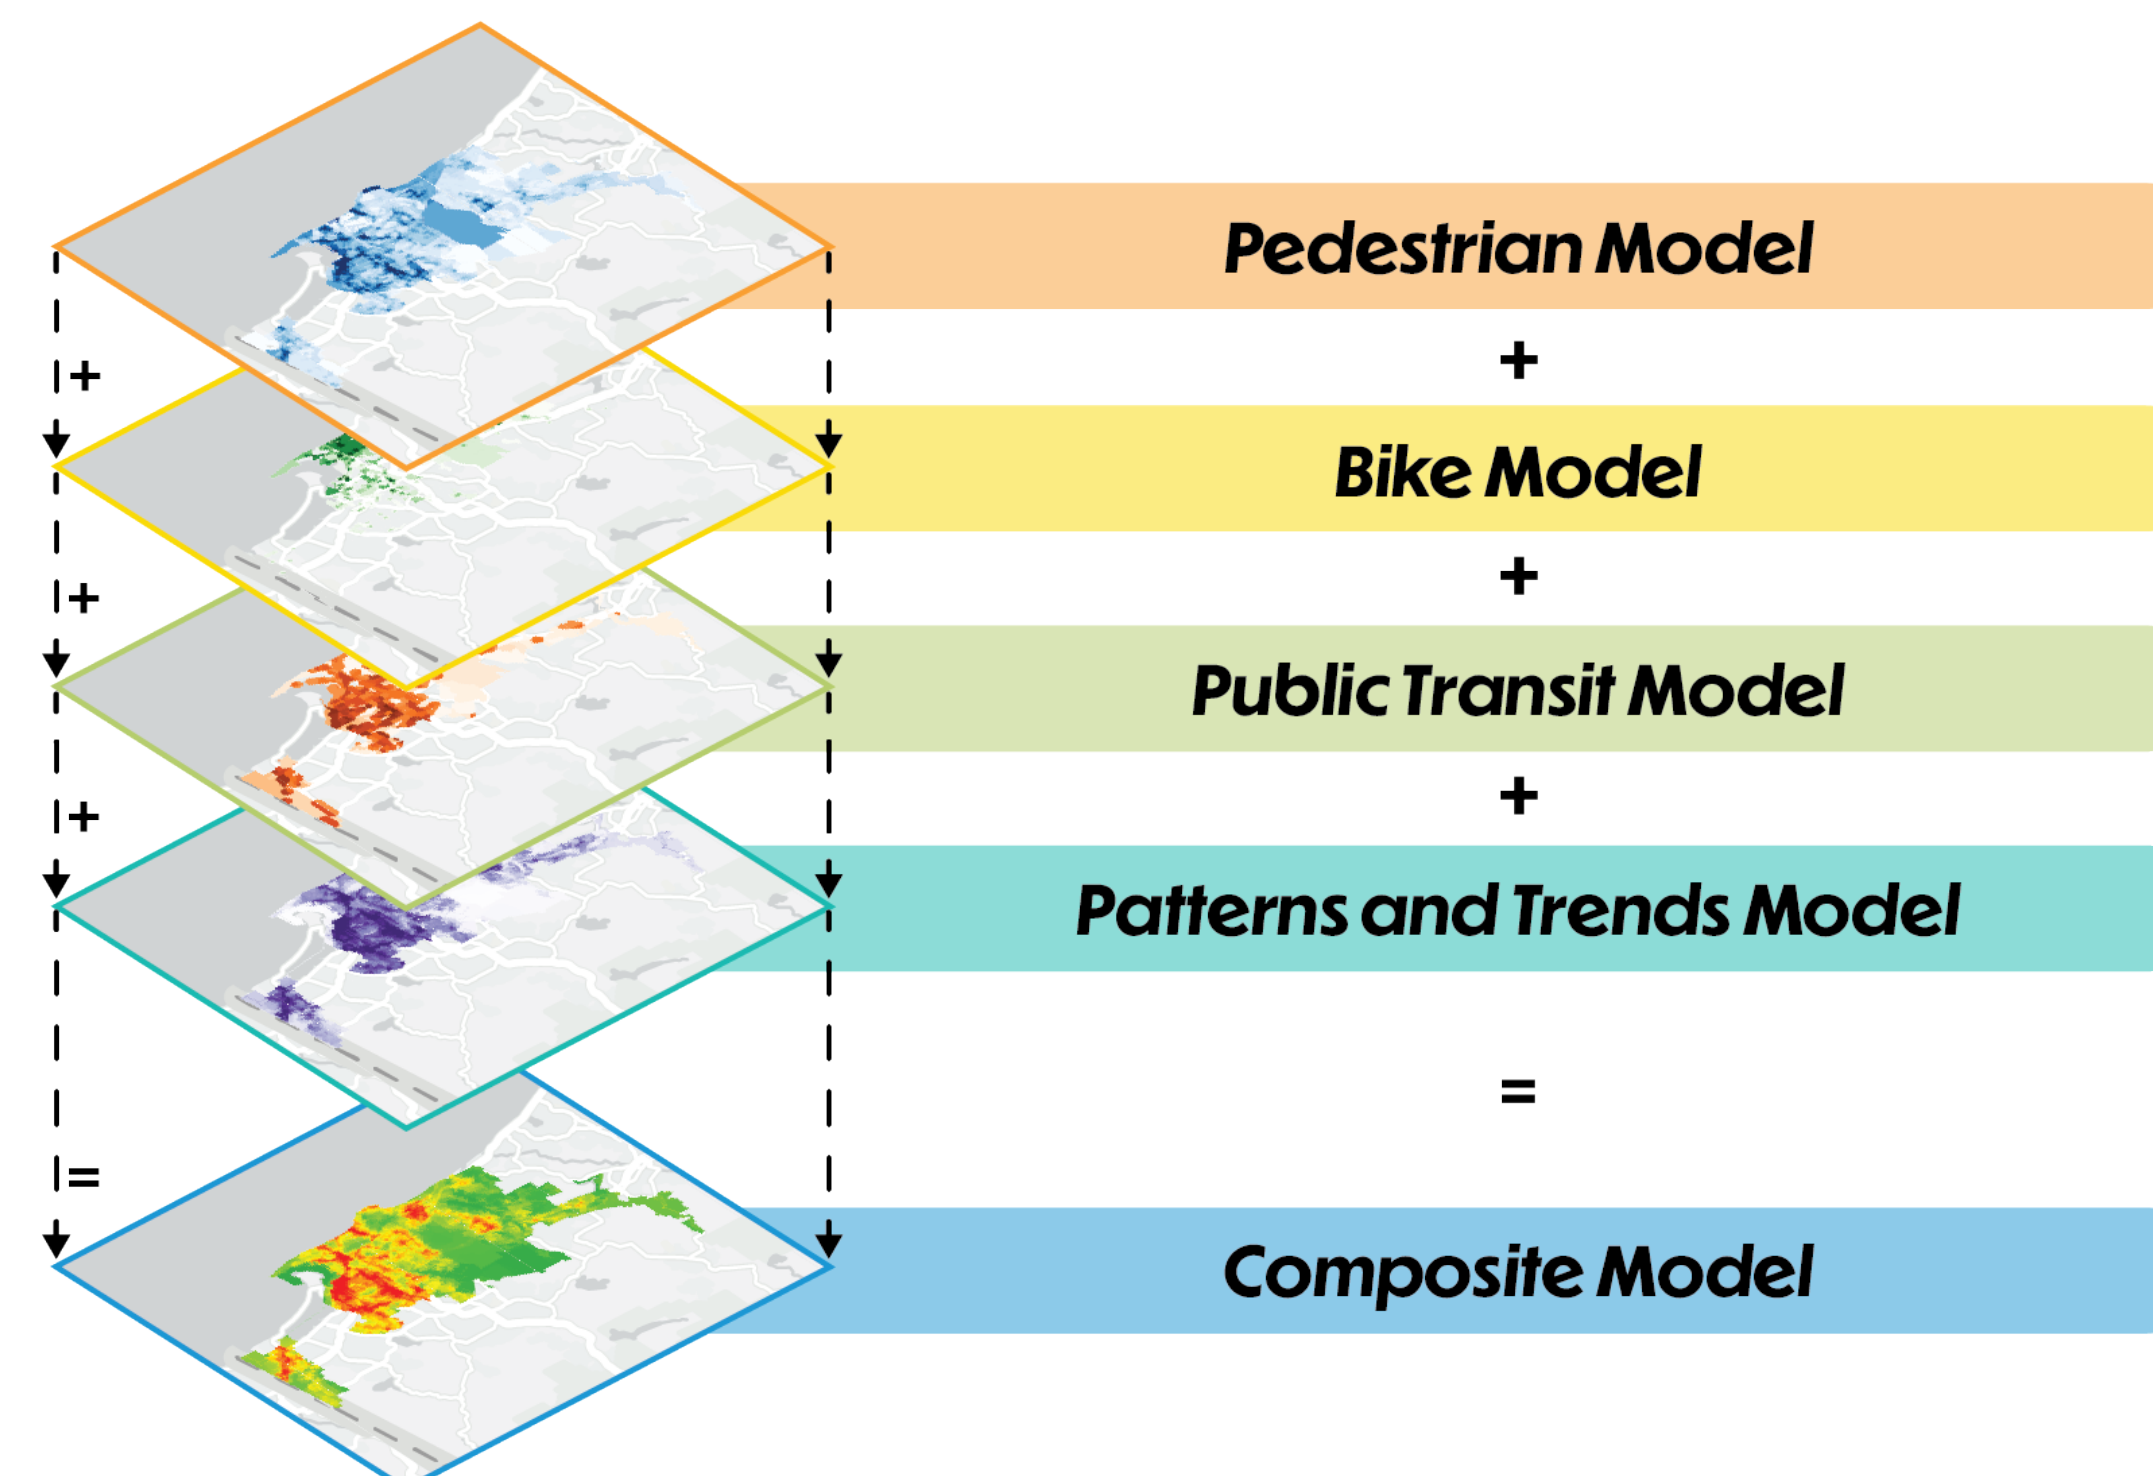 Pedestrian Model
+
+
Bike Model
+
+
Public Transit Model
+
+
Patterns and Trends Model
=
=
Composite Model